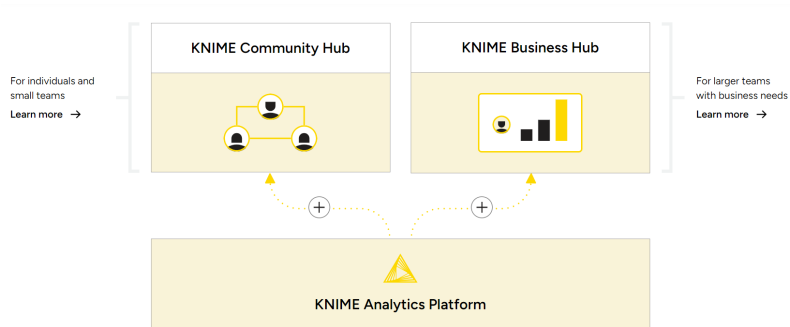 KNIME Community Hub
KNIME Business Hub
For individuals and
small teams
Learn more →
For larger teams
with business needs
Learn more →
KNIME Analytics Platform